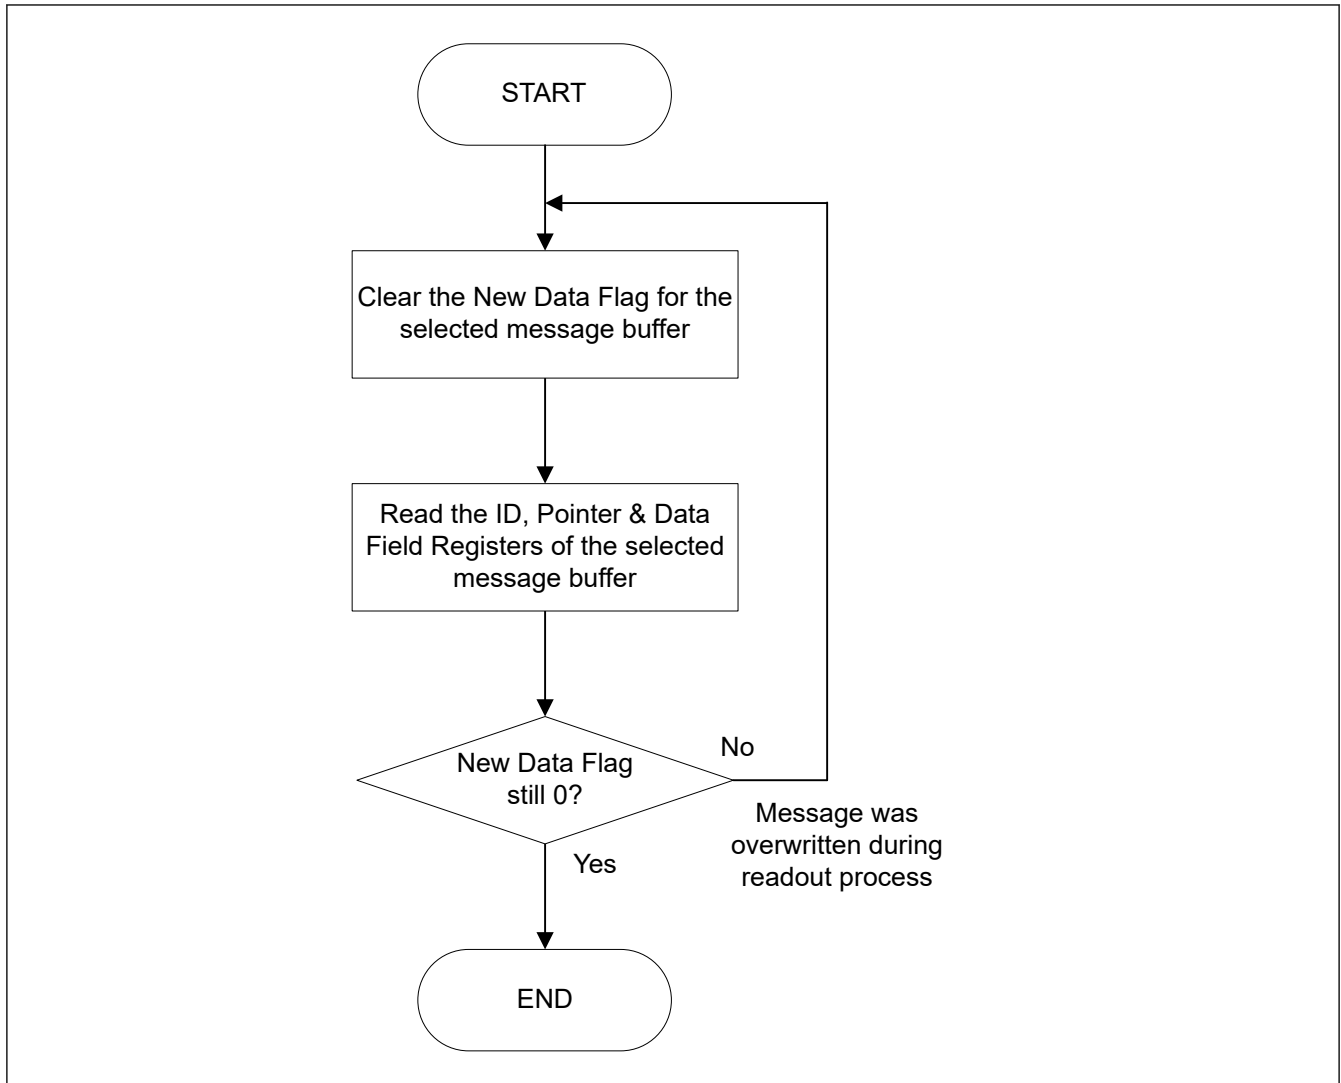 START
Clear the New Data Flag for the
selected message buffer
Read the ID, Pointer & Data
Field Registers of the selected
message buffer
New Data Flag
still 0?
No
Message was
overwritten during
readout process
Yes
END